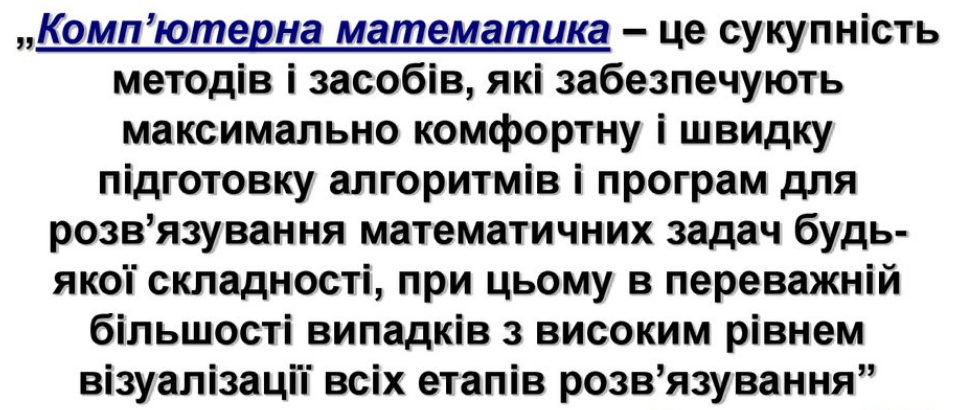 „Комп’ютерна математика – це сукупність
методів і засобів, які забезпечують
максимально комфортну і швидку
підготовку алгоритмів і програм для
розв’язування математичних задач будь-
якої складності, при цьому в переважній
більшості випадків з високим рівнем
візуалізації всіх етапів розв’язування”